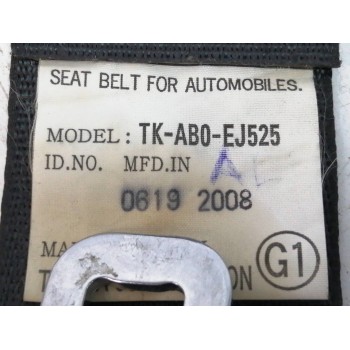 SEAT BELT FOR AUTOMOBILES.
MODEL: TK-AB0-EJ525
ID.NO. MFD.IN
0619 2008
G1